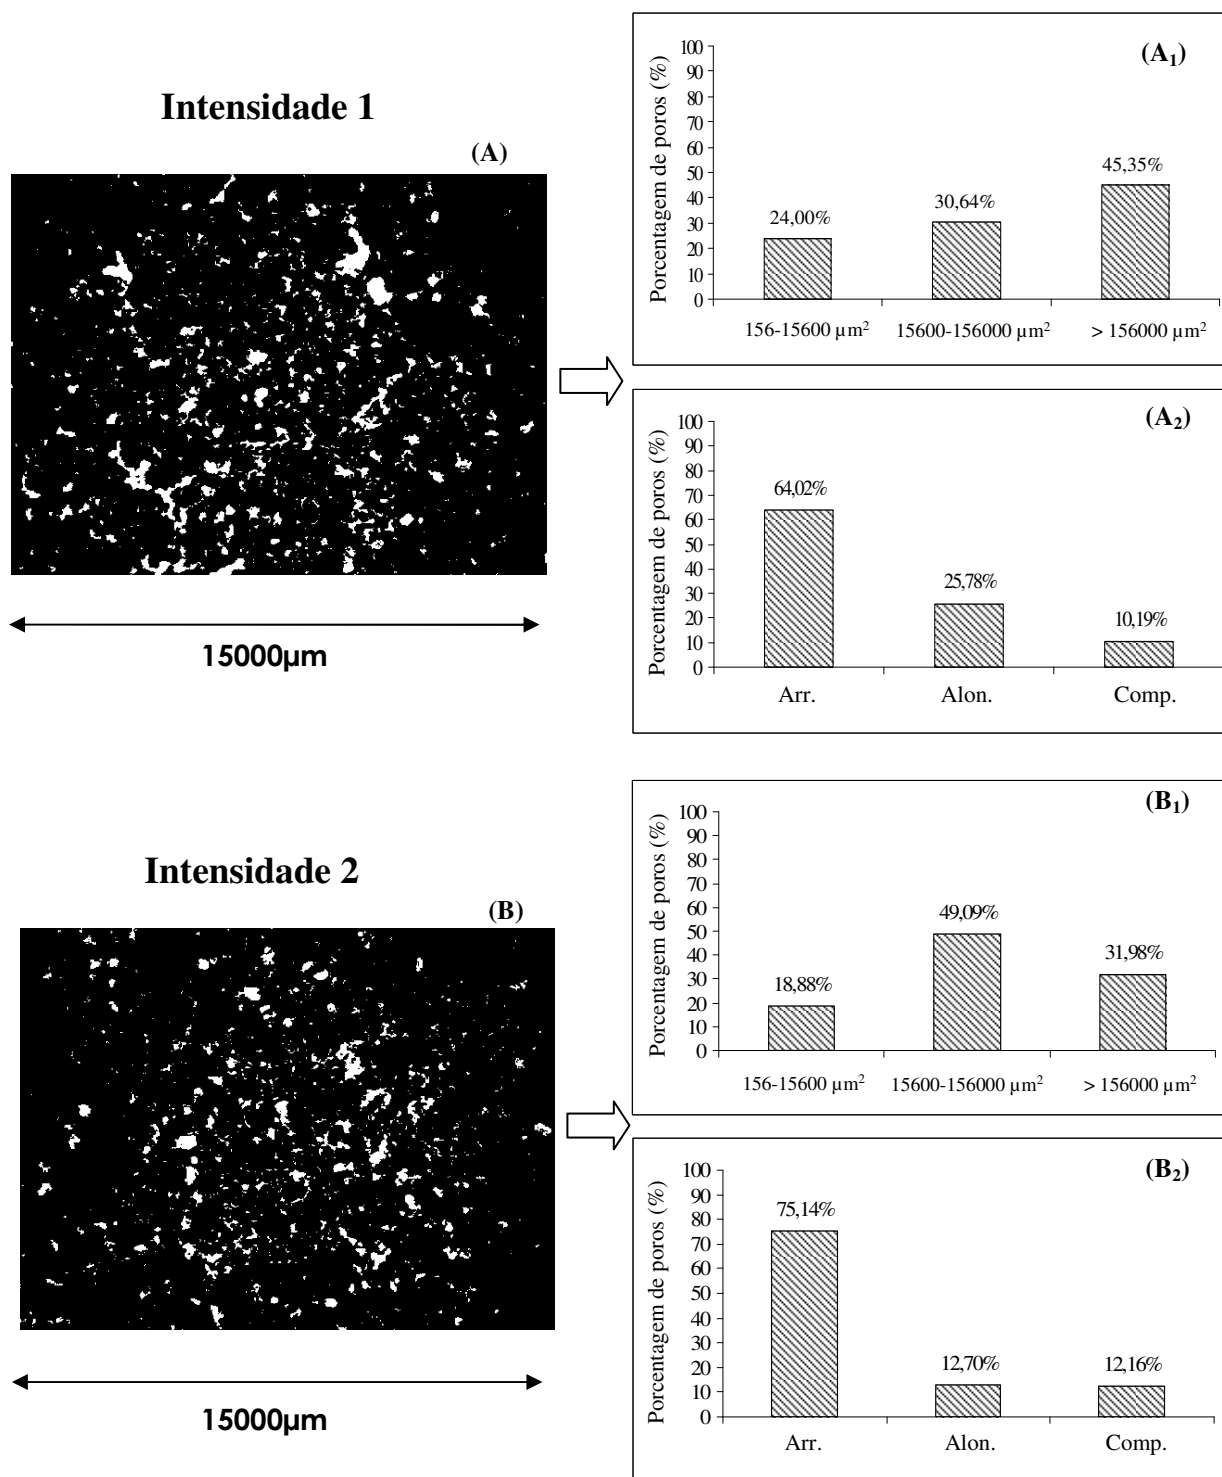 Intensidade 1
(A)
15000µm
(A₁)
Porcentagem de poros (%)
100
90
80
70
60
50
40
30
20
10
0
24,00%
30,64%
45,35%
156-15600 µm²
15600-156000 µm²
> 156000 µm²
(A₂)
Porcentagem de poros (%)
100
90
80
70
60
50
40
30
20
10
0
64,02%
25,78%
10,19%
Arr.
Alon.
Comp.
Intensidade 2
(B)
15000µm
(B₁)
Porcentagem de poros (%)
100
90
80
70
60
50
40
30
20
10
0
18,88%
49,09%
31,98%
156-15600 µm²
15600-156000 µm²
> 156000 µm²
(B₂)
Porcentagem de poros (%)
100
90
80
70
60
50
40
30
20
10
0
75,14%
12,70%
12,16%
Arr.
Alon.
Comp.